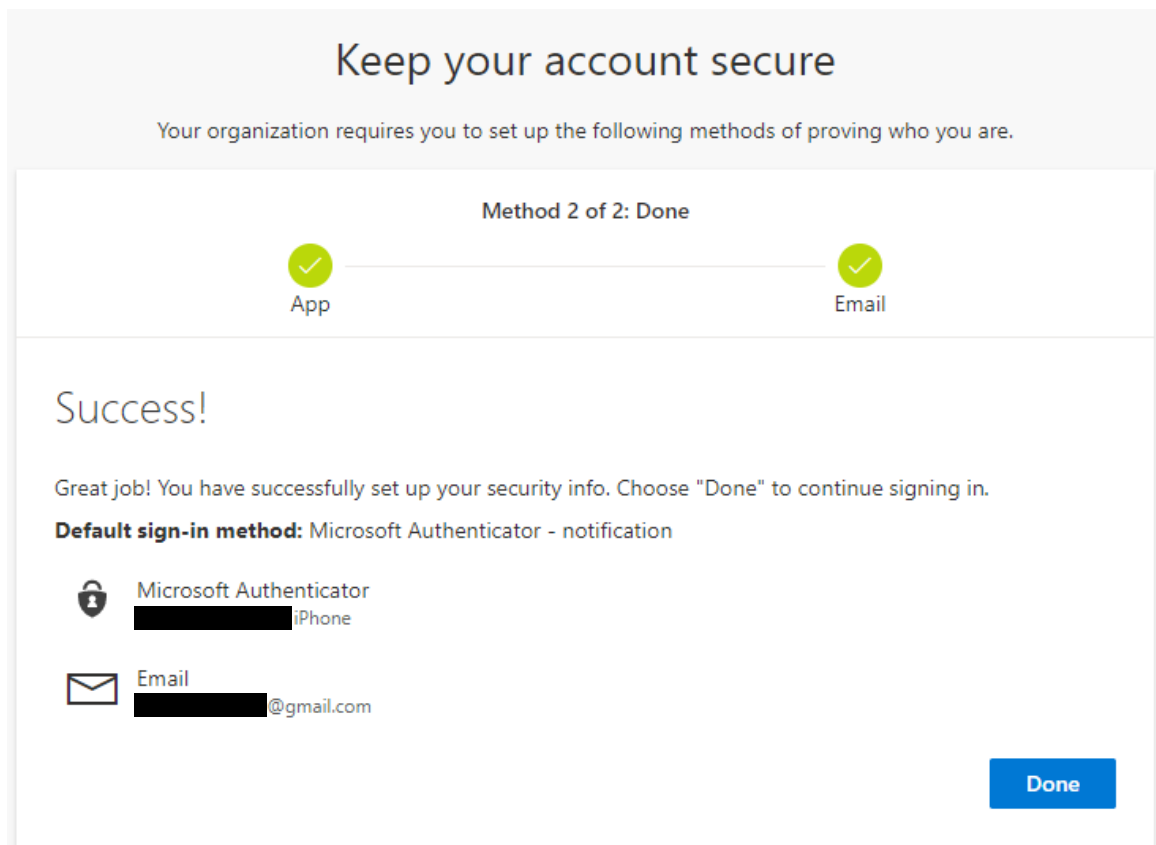 Keep your account secure
Your organization requires you to set up the following methods of proving who you are.
Method 2 of 2: Done
App
Email
Success!
Great job! You have successfully set up your security info. Choose "Done" to continue signing in.
Default sign-in method: Microsoft Authenticator - notification
Microsoft Authenticator
iPhone
Email
@gmail.com
Done